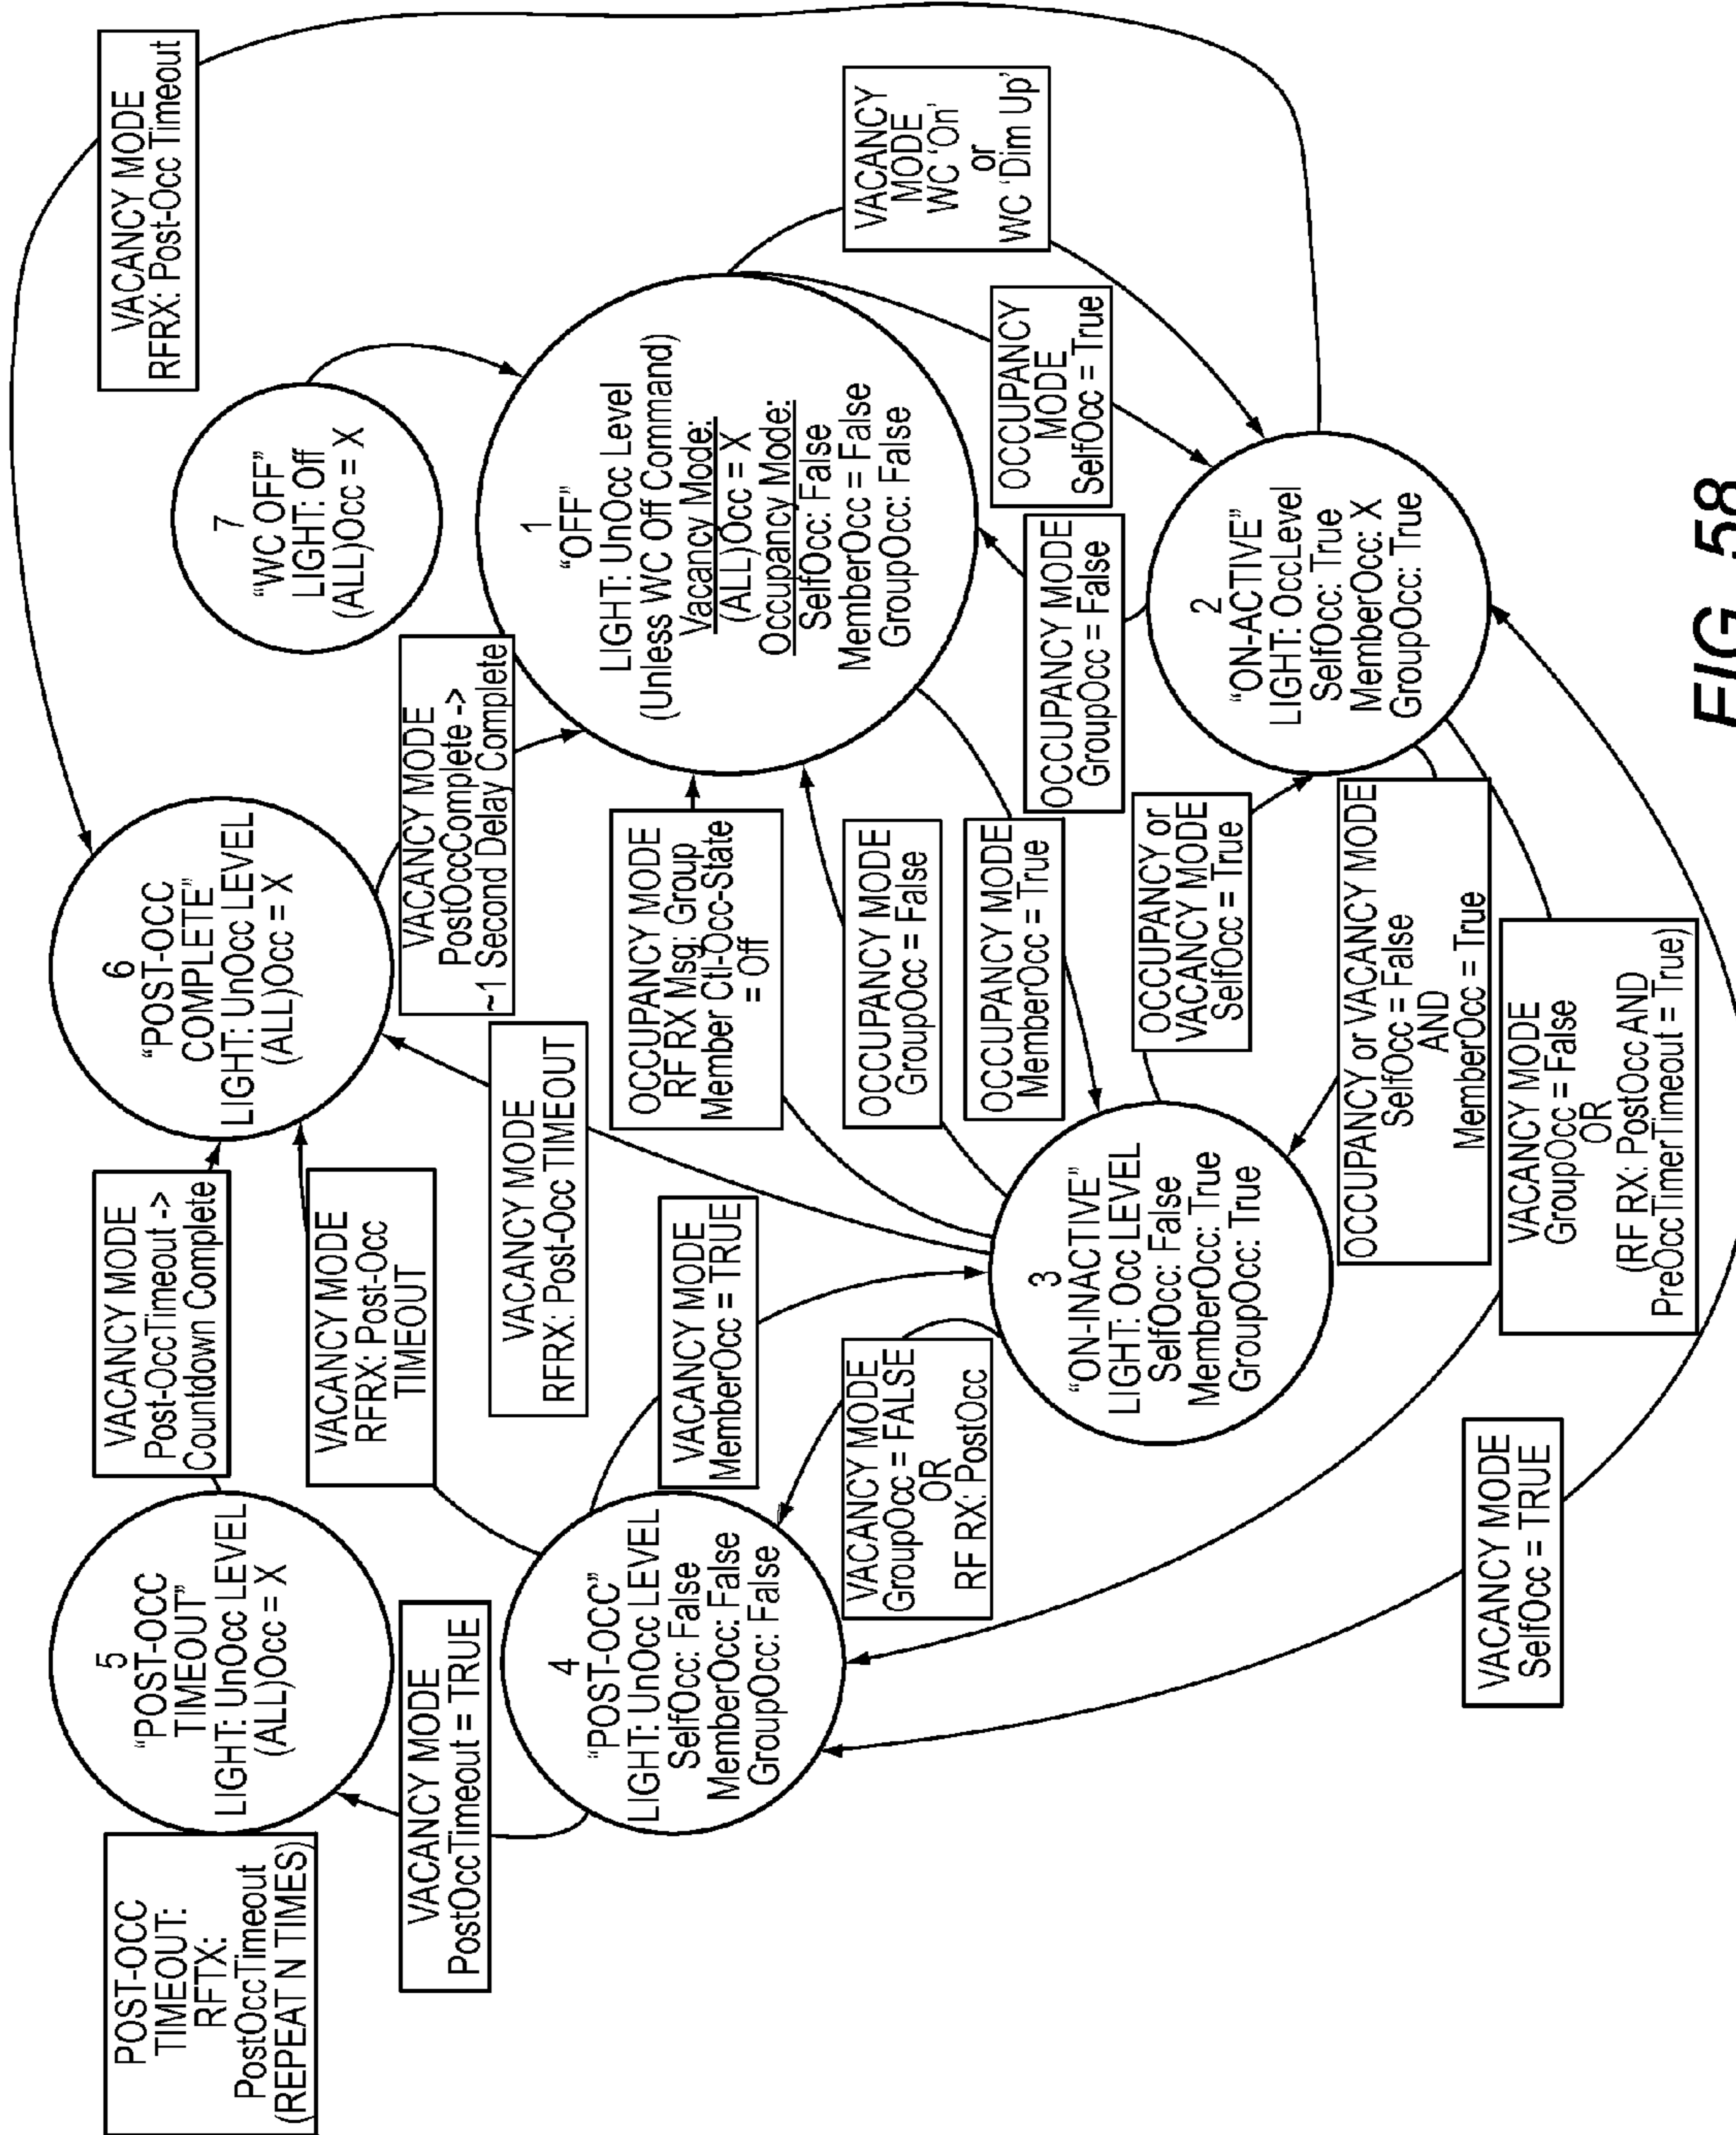 POST-OCC
TIMEOUT:
RFTX:
PostOccTimeout
(REPEAT N TIMES)
5
“POST-OCC
TIMEOUT”
LIGHT: UnOcc LEVEL
(ALL)Occ = X
VACANCY MODE
Post-OccTimeout ->
Countdown Complete
6
“POST-OCC
COMPLETE”
LIGHT: UnOcc LEVEL
(ALL)Occ = X
VACANCY MODE
RFRX: Post-Occ Timeout
VACANCY MODE
RFRX: Post-Occ
TIMEOUT
7
“WC OFF”
LIGHT: Off
(ALL)Occ = X
VACANCY MODE
PostOccTimeout = TRUE
VACANCY MODE
PostOccComplete ->
~1 Second Delay Complete
VACANCY MODE
RFRX: Post-Occ TIMEOUT
4
“POST-OCC”
LIGHT: UnOcc LEVEL
SelfOcc: False
MemberOcc: False
GroupOcc: False
VACANCY MODE
MemberOcc = TRUE
OCCUPANCY MODE
RF RX Msg: Group
Member Ctl-Occ-State
= Off
1
“OFF”
LIGHT: UnOcc Level
(Unless WC Off Command)
Vacancy Mode:
(ALL)Occ = X
Occupancy Mode:
SelfOcc: False
MemberOcc = False
GroupOcc: False
VACANCY
MODE
WC ‘On’
or
WC ‘Dim Up’
VACANCY MODE
GroupOcc = FALSE
OR
RF RX: PostOcc
OCCUPANCY MODE
GroupOcc = False
OCCUPANCY MODE
MemberOcc = True
OCCUPANCY
MODE
SelfOcc = True
3
“ON-INACTIVE”
LIGHT: Occ LEVEL
SelfOcc: False
MemberOcc: True
GroupOcc: True
OCCUPANCY MODE
GroupOcc = False
OCCUPANCY or
VACANCY MODE
SelfOcc = True
2
“ON-ACTIVE”
LIGHT: OccLevel
SelfOcc: True
MemberOcc: X
GroupOcc: True
OCCUPANCY or VACANCY MODE
SelfOcc = False
AND
MemberOcc = True
VACANCY MODE
GroupOcc = False
OR
(RF RX: PostOcc AND
PreOccTimerTimeout = True)
VACANCY MODE
SelfOcc = TRUE
FIG. 58